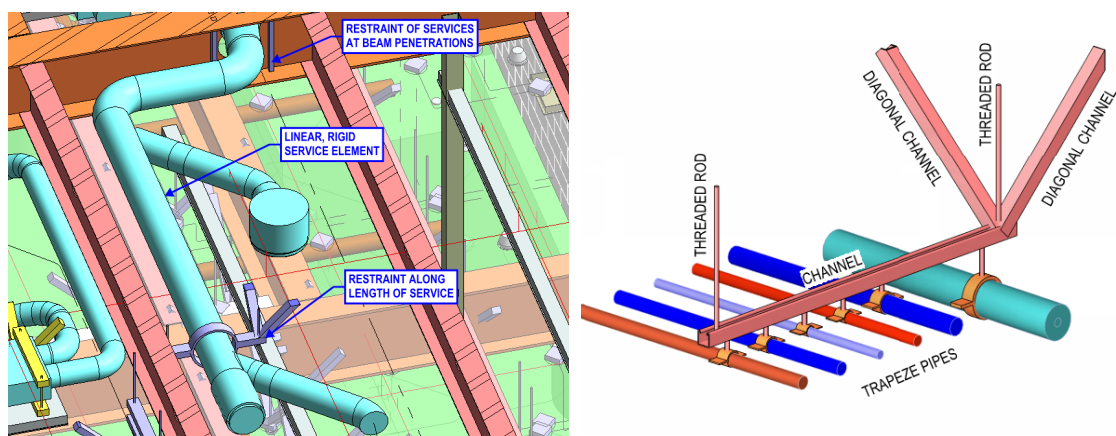 RESTRAINT OF SERVICES
AT BEAM PENETRATIONS
LINEAR, RIGID
SERVICE ELEMENT
RESTRAINT ALONG
LENGTH OF SERVICE
DIAGONAL CHANNEL
THREADED ROD
DIAGONAL CHANNEL
THREADED ROD
CHANNEL
TRAPEZE PIPES